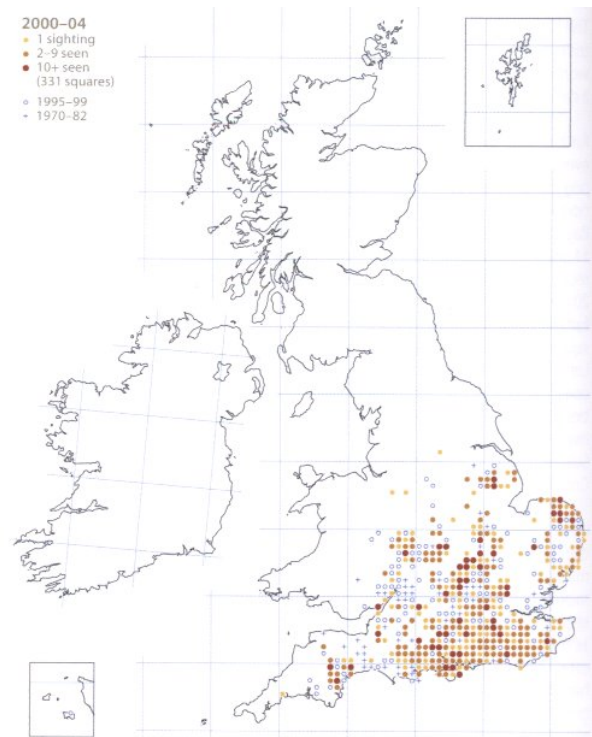 2000–04
1 sighting
2–9 seen
10+ seen
(331 squares)
1995–99
1970–82